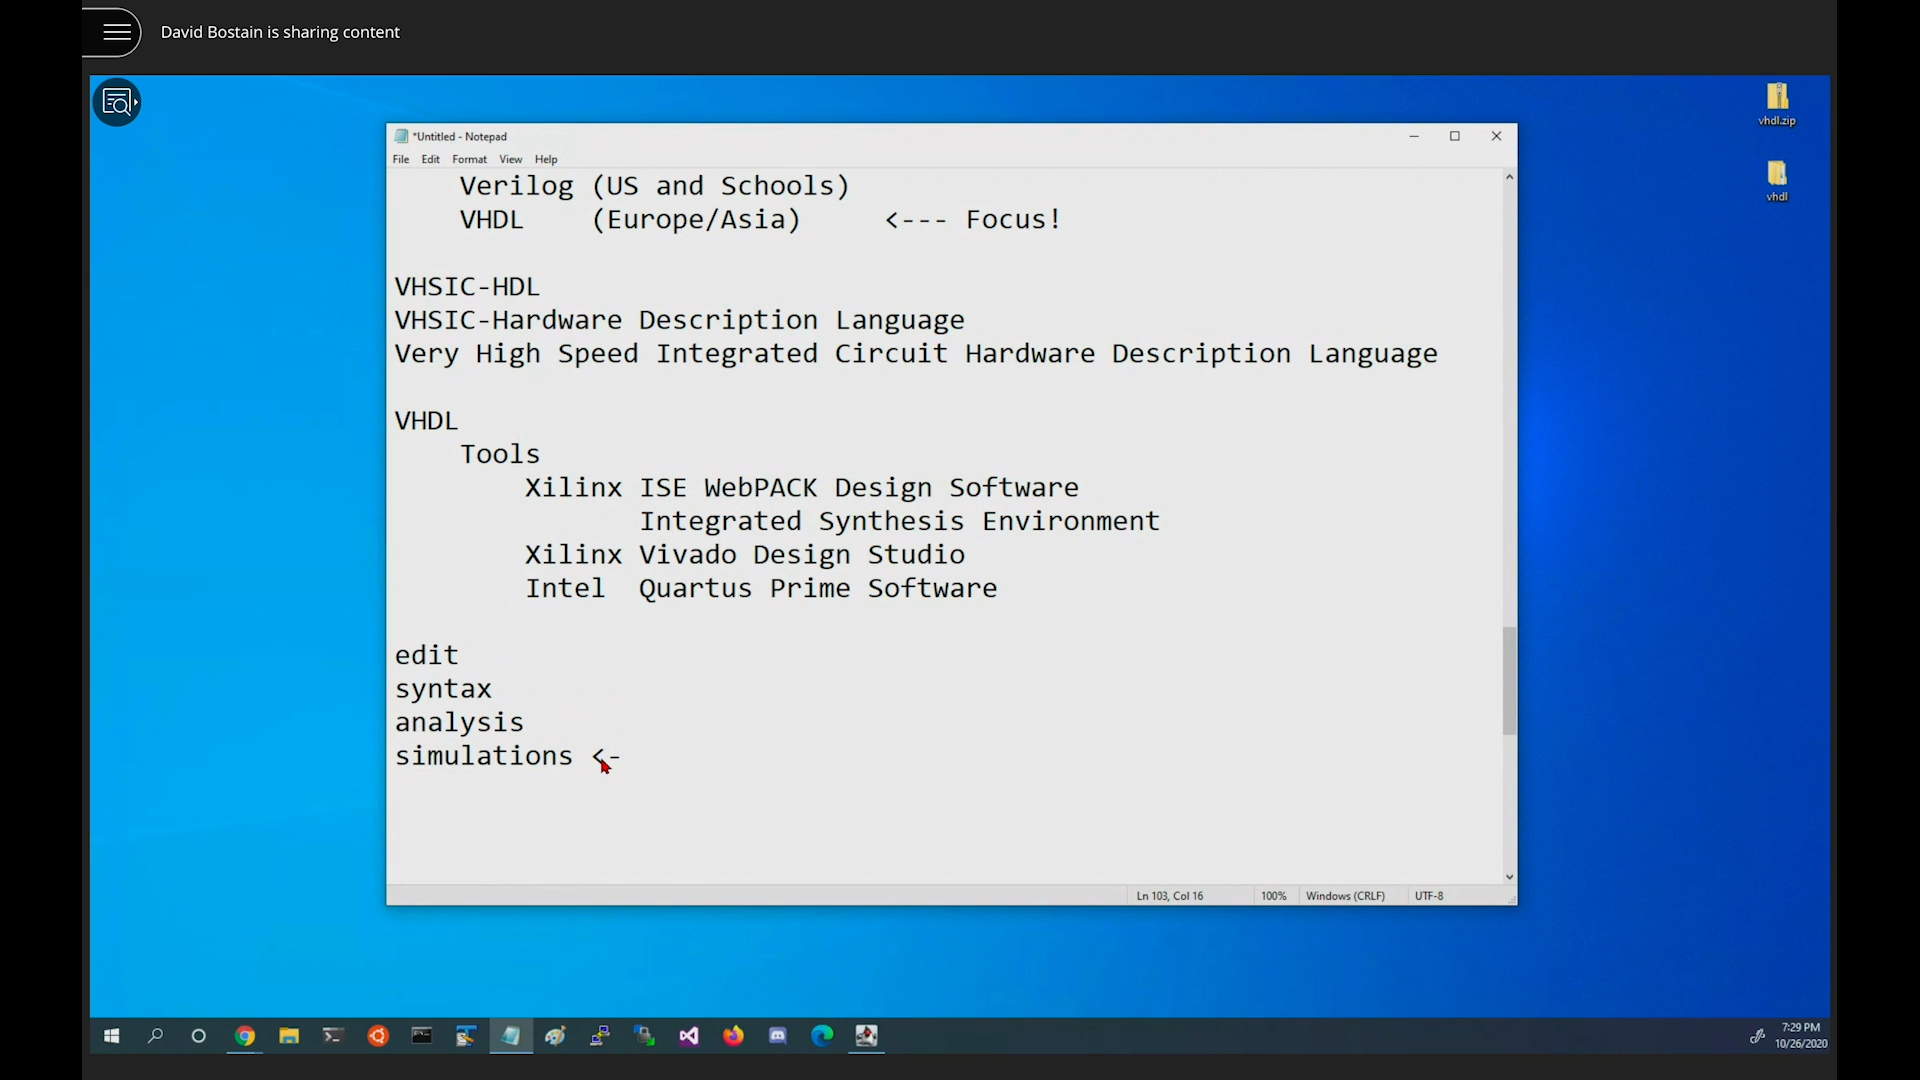 David Bostain is sharing content
vhdl.zip
vhdl
*Untitled - Notepad
File Edit Format View Help
Verilog (US and Schools)
VHDL (Europe/Asia) <--- Focus!
VHSIC-HDL
VHSIC-Hardware Description Language
Very High Speed Integrated Circuit Hardware Description Language
VHDL
Tools
Xilinx ISE WebPACK Design Software
Integrated Synthesis Environment
Xilinx Vivado Design Studio
Intel Quartus Prime Software
edit
syntax
analysis
simulations <-
Ln 103, Col 16 100% Windows (CRLF) UTF-8
7:29 PM
10/26/2020